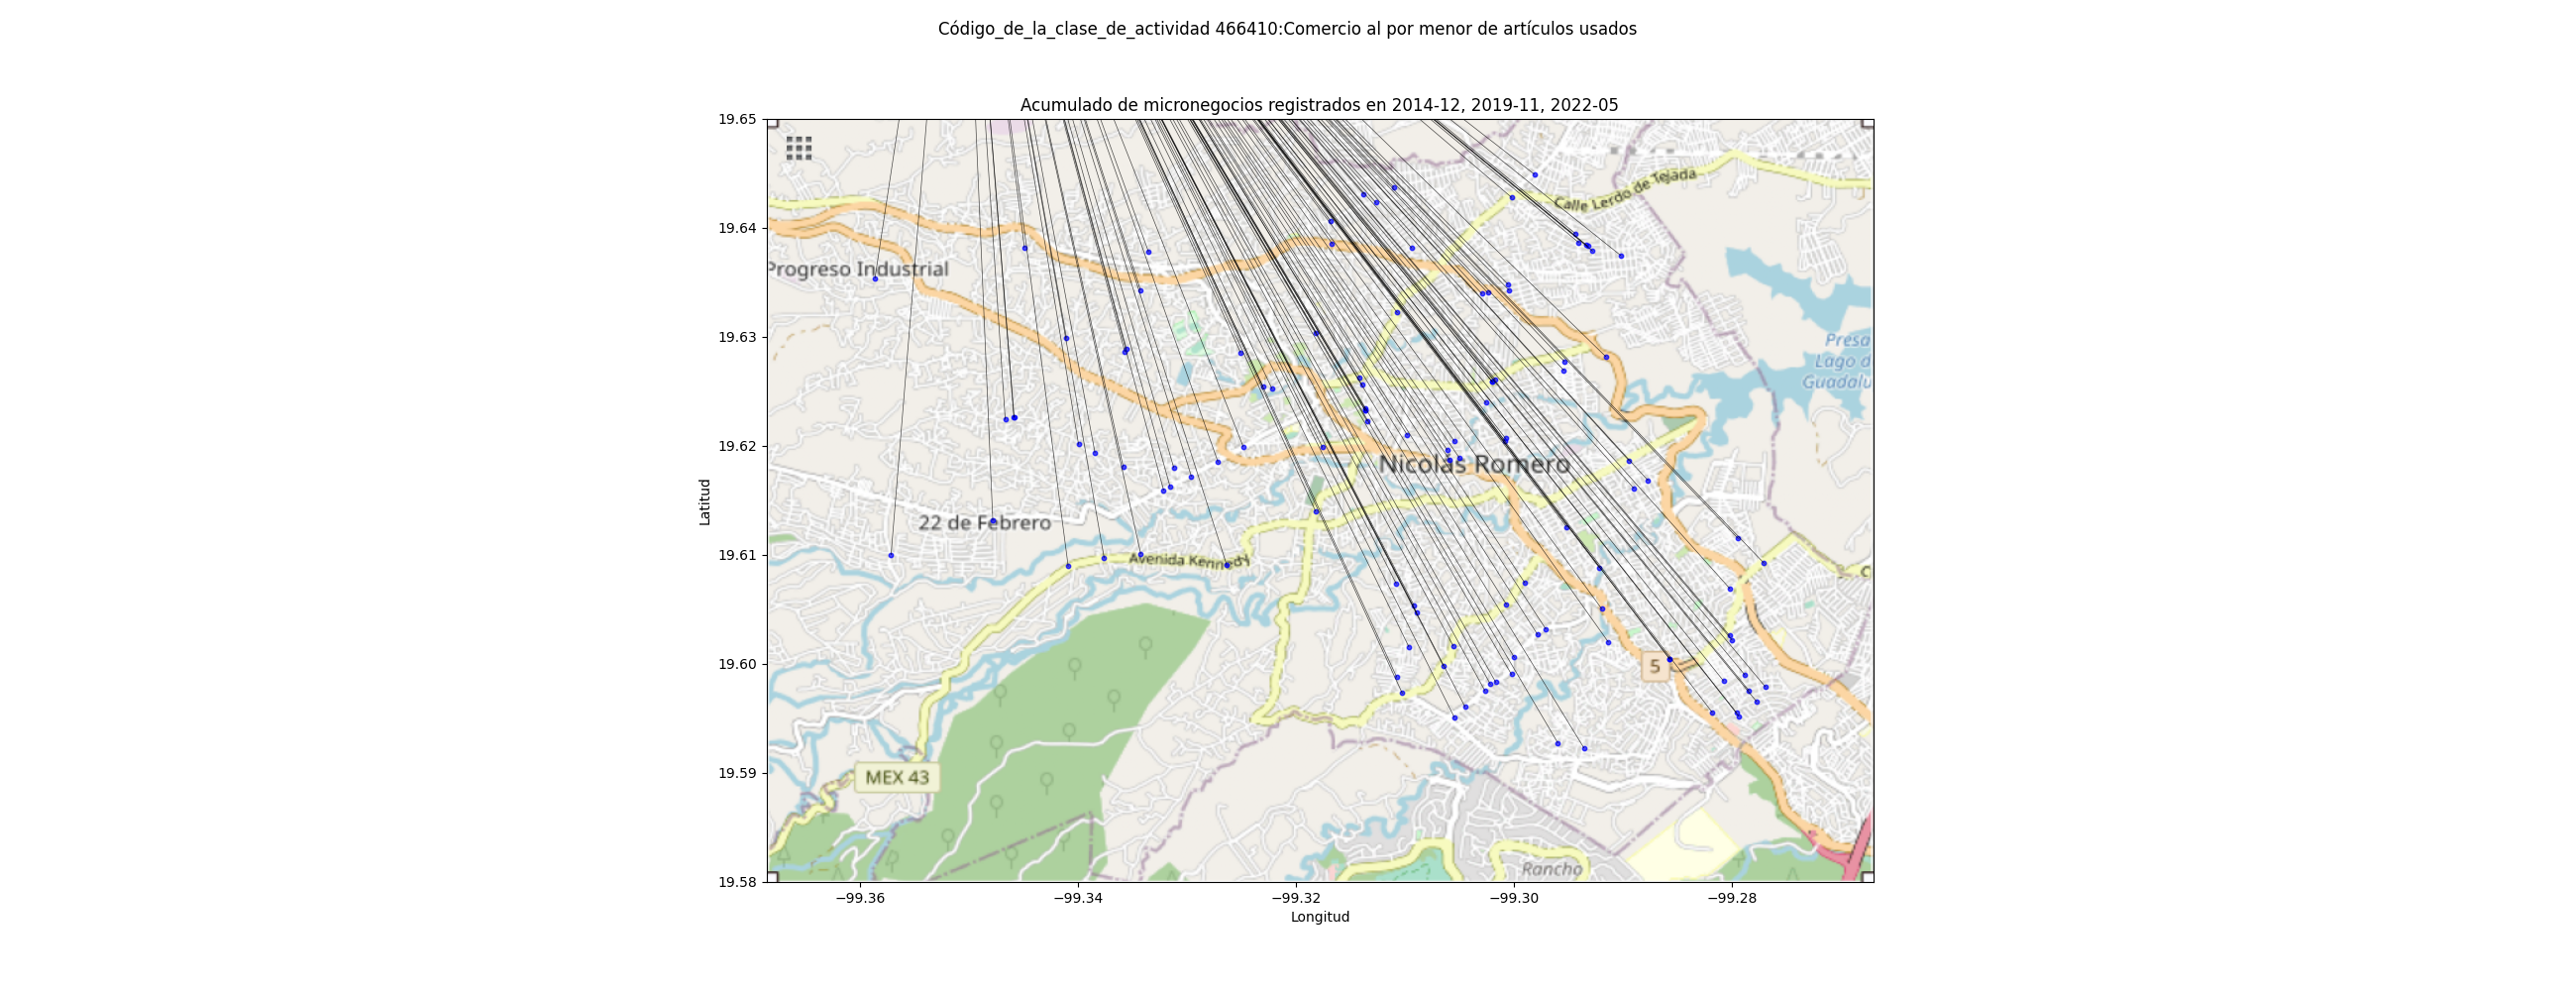 Código_de_la_clase_de_actividad 466410:Comercio al por menor de artículos usados
Acumulado de micronegocios registrados en 2014-12, 2019-11, 2022-05
19.65
19.64
19.63
19.62
19.61
19.60
19.59
19.58
Latitud
Calle Lerdo de Tejada
Progreso Industrial
Presa
Lago d
Guadalu
Nicolás Romero
22 de Febrero
Avenida Kennedy
C
5
MEX 43
Rancho
−99.36
−99.34
−99.32
−99.30
−99.28
Longitud